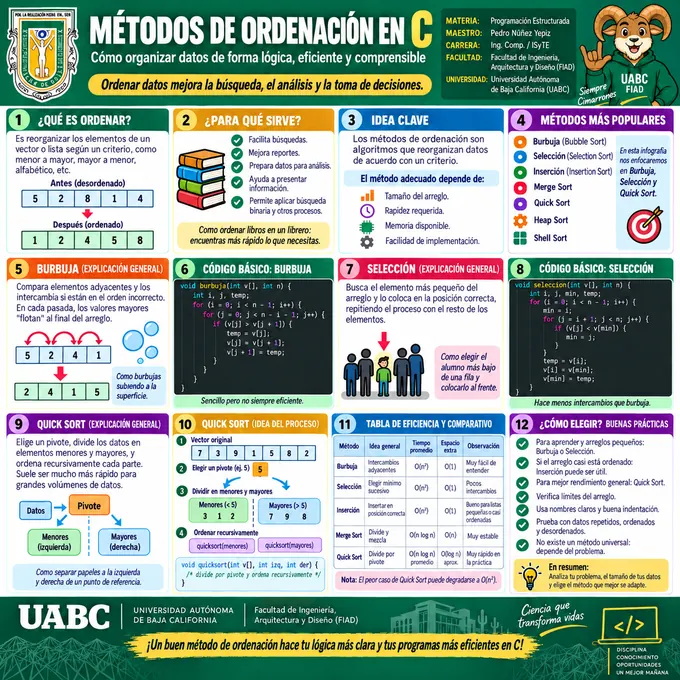 POR LA REALIZACIÓN PLENA DEL SER
MÉTODOS DE ORDENACIÓN EN C
Cómo organizar datos de forma lógica, eficiente y comprensible
Ordenar datos mejora la búsqueda, el análisis y la toma de decisiones.
MATERIA: Programación Estructurada
MAESTRO: Pedro Núñez Yepiz
CARRERA: Ing. Comp. / ISyTE
FACULTAD: Facultad de Ingeniería,
Arquitectura y Diseño (FIAD)
UNIVERSIDAD: Universidad Autónoma
de Baja California (UABC)
Siempre
Cimarrones
UABC
FIAD
1 ¿QUÉ ES ORDENAR?
Es reorganizar los elementos de un
vector o lista según un criterio, como
menor a mayor, mayor a menor,
alfabético, etc.
Antes (desordenado)
5 2 8 1 4
Después (ordenado)
1 2 4 5 8
2 ¿PARA QUÉ SIRVE?
Facilita búsquedas.
Mejora reportes.
Prepara datos para análisis.
Ayuda a presentar
información.
Permite aplicar búsqueda
binaria y otros procesos.
Como ordenar libros en un librero:
encuentras más rápido lo que necesitas.
3 IDEA CLAVE
Los métodos de ordenación son
algoritmos que reorganizan datos
de acuerdo con un criterio.
El método adecuado depende de:
Tamaño del arreglo.
Rapidez requerida.
Memoria disponible.
Facilidad de implementación.
4 MÉTODOS MÁS POPULARES
Burbuja (Bubble Sort)
Selección (Selection Sort)
Inserción (Insertion Sort)
Merge Sort
Quick Sort
Heap Sort
Shell Sort
En esta infografía
nos enfocaremos
en Burbuja,
Selección y
Quick Sort.
5 BURBUJA (EXPLICACIÓN GENERAL)
Compara elementos adyacentes y los
intercambia si están en el orden incorrecto.
En cada pasada, los valores mayores
"flotan" al final del arreglo.
5 2 4 1
2 4 1 5
Como burbujas
subiendo a la
superficie.
6 CÓDIGO BÁSICO: BURBUJA
void burbuja(int v[], int n) {
int i, j, temp;
for (i = 0; i < n - 1; i++) {
for (j = 0; j < n - i - 1; j++) {
if (v[j] > v[j + 1]) {
temp = v[j];
v[j] = v[j + 1];
v[j + 1] = temp;
}
}
}
}
Sencillo pero no siempre eficiente.
7 SELECCIÓN (EXPLICACIÓN GENERAL)
Busca el elemento más pequeño del
arreglo y lo coloca en la posición correcta,
repitiendo el proceso con el resto de los
elementos.
Como elegir el
alumno más bajo
de una fila y
colocarlo al frente.
8 CÓDIGO BÁSICO: SELECCIÓN
void seleccion(int v[], int n) {
int i, j, min, temp;
for (i = 0; i < n - 1; i++) {
min = i;
for (j = i + 1; j < n; j++) {
if (v[j] < v[min]) {
min = j;
}
}
temp = v[i];
v[i] = v[min];
v[min] = temp;
}
}
Hace menos intercambios que burbuja.
9 QUICK SORT (EXPLICACIÓN GENERAL)
Elige un pivote, divide los datos en
elementos menores y mayores, y
ordena recursivamente cada parte.
Suele ser mucho más rápido para
grandes volúmenes de datos.
Datos
Pivote
Menores
(izquierda)
Mayores
(derecha)
Como separar papeles a la izquierda
y derecha de un punto de referencia.
10 QUICK SORT (IDEA DEL PROCESO)
1 Vector original
7 3 9 1 5 8 2
2 Elegir un pivote (ej. 5) 5
3 Dividir en menores y mayores
Menores (< 5)
3 1 2
Mayores (> 5)
7 9 8
4 Ordenar recursivamente
quicksort(menores) quicksort(mayores)
void quicksort(int v[], int izq, int der) {
/* divide por pivote y ordena recursivamente */
}
11 TABLA DE EFICIENCIA Y COMPARATIVO
Método Idea general Tiempo promedio Espacio extra Observación
Burbuja Intercambios adyacentes O(n²) O(1) Muy fácil de entender
Selección Elegir mínimo sucesivo O(n²) O(1) Pocos intercambios
Inserción Insertar en posición correcta O(n²) O(1) Bueno para listas pequeñas o casi ordenadas
Merge Sort Divide y mezcla O(n log n) O(n) Muy estable
Quick Sort Divide por pivote O(n log n) promedio O(log n) aprox. Muy rápido en la práctica
Nota: El peor caso de Quick Sort puede degradarse a O(n²).
12 ¿CÓMO ELEGIR? BUENAS PRÁCTICAS
Para aprender y arreglos pequeños:
Burbuja o Selección.
Si el arreglo casi está ordenado:
Inserción puede ser útil.
Para mejor rendimiento general: Quick Sort.
Verifica límites del arreglo.
Usa nombres claros y buena indentación.
Prueba con datos repetidos, ordenados
y desordenados.
No existe un método universal:
depende del problema.
En resumen:
Analiza tu problema, el tamaño de tus datos
y elige el método que mejor se adapte.
UABC
UNIVERSIDAD AUTÓNOMA
DE BAJA CALIFORNIA
Facultad de Ingeniería,
Arquitectura y Diseño (FIAD)
Ciencia que
transforma vidas
¡Un buen método de ordenación hace tu lógica más clara y tus programas más eficientes en C!
</>
DISCIPLINA
CONOCIMIENTO
OPORTUNIDADES
UN MEJOR MAÑANA